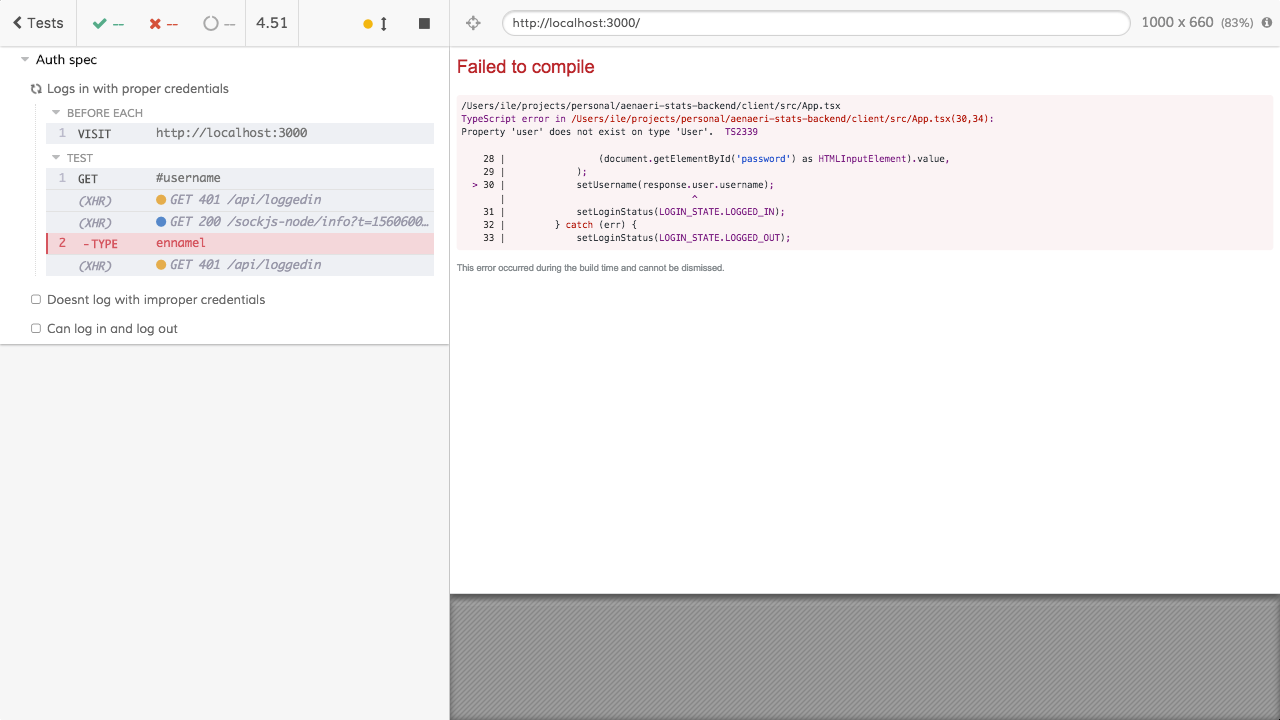 Tests
--
--
--
4.51
http://localhost:3000/
1000 x 660 (83%)
Auth spec
Logs in with proper credentials
BEFORE EACH
1 VISIT http://localhost:3000
TEST
1 GET #username
(XHR) GET 401 /api/loggedin
(XHR) GET 200 /sockjs-node/info?t=1560600…
2 -TYPE ennamel
(XHR) GET 401 /api/loggedin
Doesnt log with improper credentials
Can log in and log out
Failed to compile
/Users/ile/projects/personal/aenaeri-stats-backend/client/src/App.tsx
TypeScript error in /Users/ile/projects/personal/aenaeri-stats-backend/client/src/App.tsx(30,34):
Property 'user' does not exist on type 'User'.  TS2339
28 |                 (document.getElementById('password') as HTMLInputElement).value,
29 |             );
> 30 |             setUsername(response.user.username);
|                                  ^
31 |             setLoginStatus(LOGIN_STATE.LOGGED_IN);
32 |         } catch (err) {
33 |             setLoginStatus(LOGIN_STATE.LOGGED_OUT);
This error occurred during the build time and cannot be dismissed.